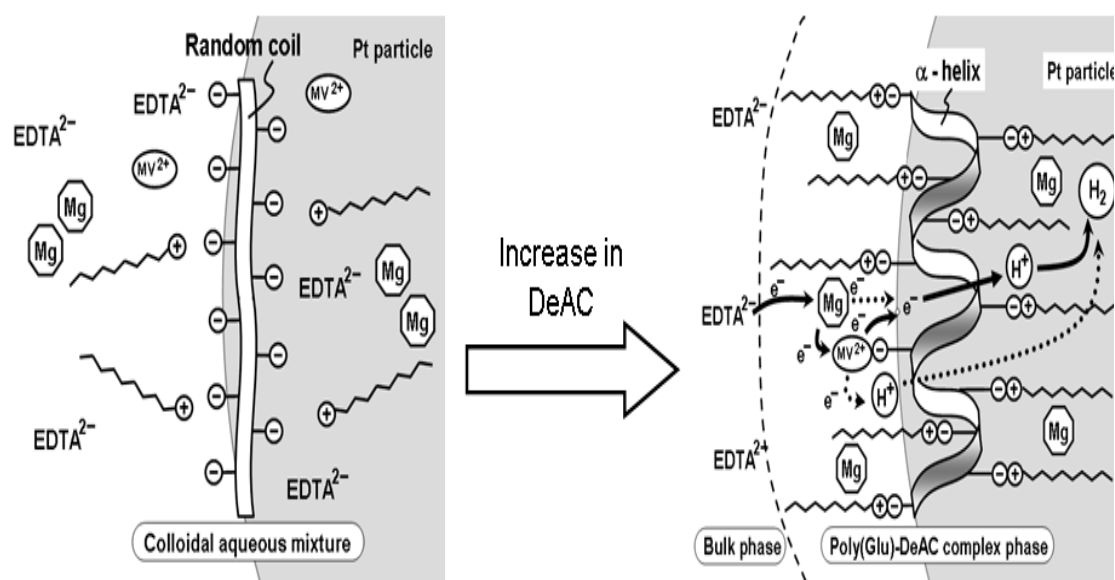 Random coil
Pt particle
EDTA²⁻
MV²⁺
EDTA²⁻
MV²⁺
Mg
Mg
Mg
Mg
EDTA²⁻
EDTA²⁻
EDTA²⁻
Colloidal aqueous mixture
Increase in
DeAC
α - helix
Pt particle
EDTA²⁻
Mg
Mg
H₂
H⁺
EDTA²⁻
e⁻
Mg
e⁻
e⁻
e⁻
e⁻
MV²⁺
e⁻
H⁺
EDTA²⁻
Mg
Mg
Bulk phase
Poly(Glu)-DeAC complex phase